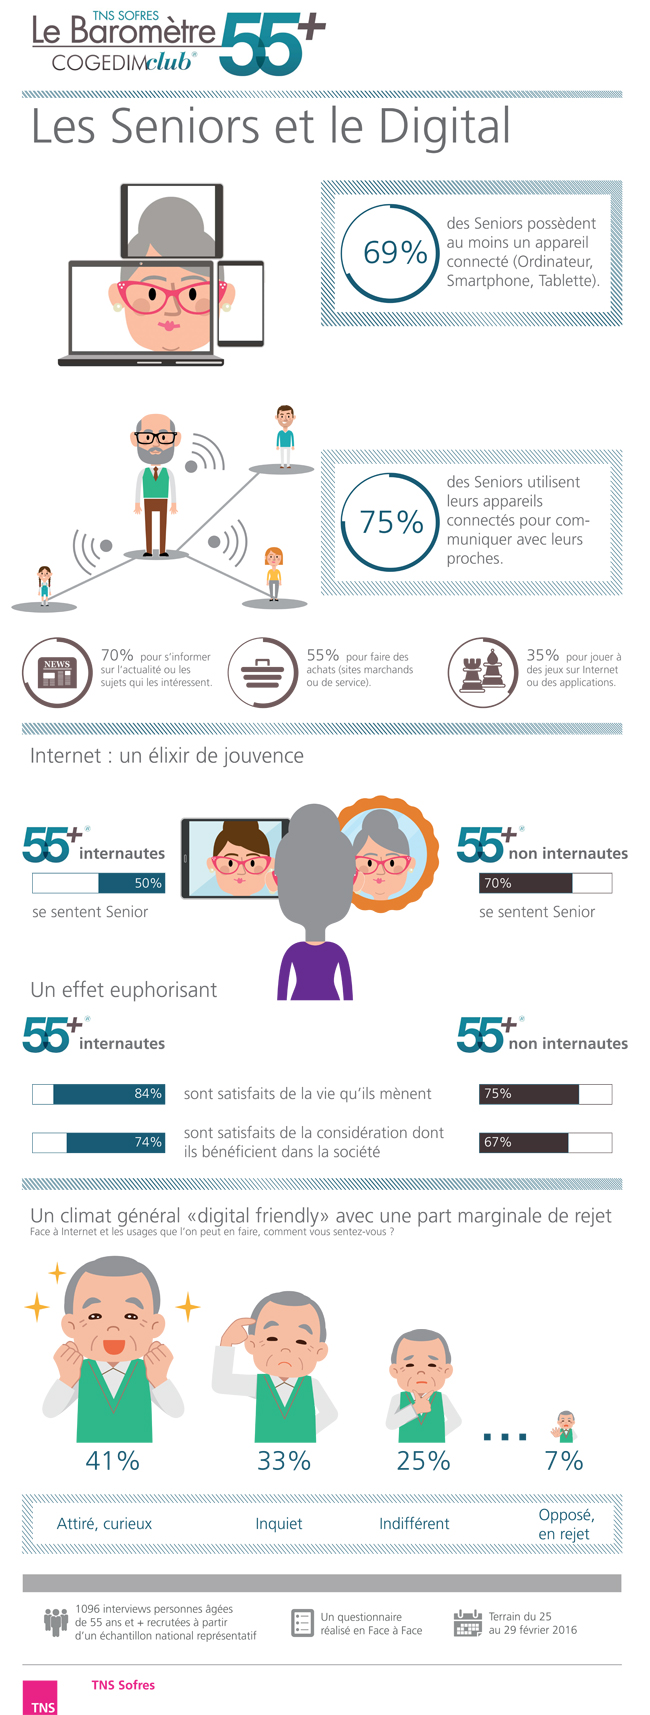 TNS SOFRES
Le Baromètre
COGEDIMclub®
55+
Les Seniors et le Digital
69%
des Seniors possèdent
au moins un appareil
connecté (Ordinateur,
Smartphone, Tablette).
75%
des Seniors utilisent
leurs appareils
connectés pour com-
muniquer avec leurs
proches.
NEWS
70% pour s'informer
sur l'actualité ou les
sujets qui les intéressent.
55% pour faire des
achats (sites marchands
ou de service).
35% pour jouer à
des jeux sur Internet
ou des applications.
Internet : un élixir de jouvence
55+® internautes
50%
se sentent Senior
55+® non internautes
70%
se sentent Senior
Un effet euphorisant
55+® internautes
55+® non internautes
84%
sont satisfaits de la vie qu'ils mènent
75%
74%
sont satisfaits de la considération dont
ils bénéficient dans la société
67%
Un climat général «digital friendly» avec une part marginale de rejet
Face à Internet et les usages que l'on peut en faire, comment vous sentez-vous ?
...
41%
33%
25%
7%
Attiré, curieux
Inquiet
Indifférent
Opposé,
en rejet
1096 interviews personnes âgées
de 55 ans et + recrutées à partir
d'un échantillon national représentatif
Un questionnaire
réalisé en Face à Face
Terrain du 25
au 29 février 2016
TNS Sofres
TNS